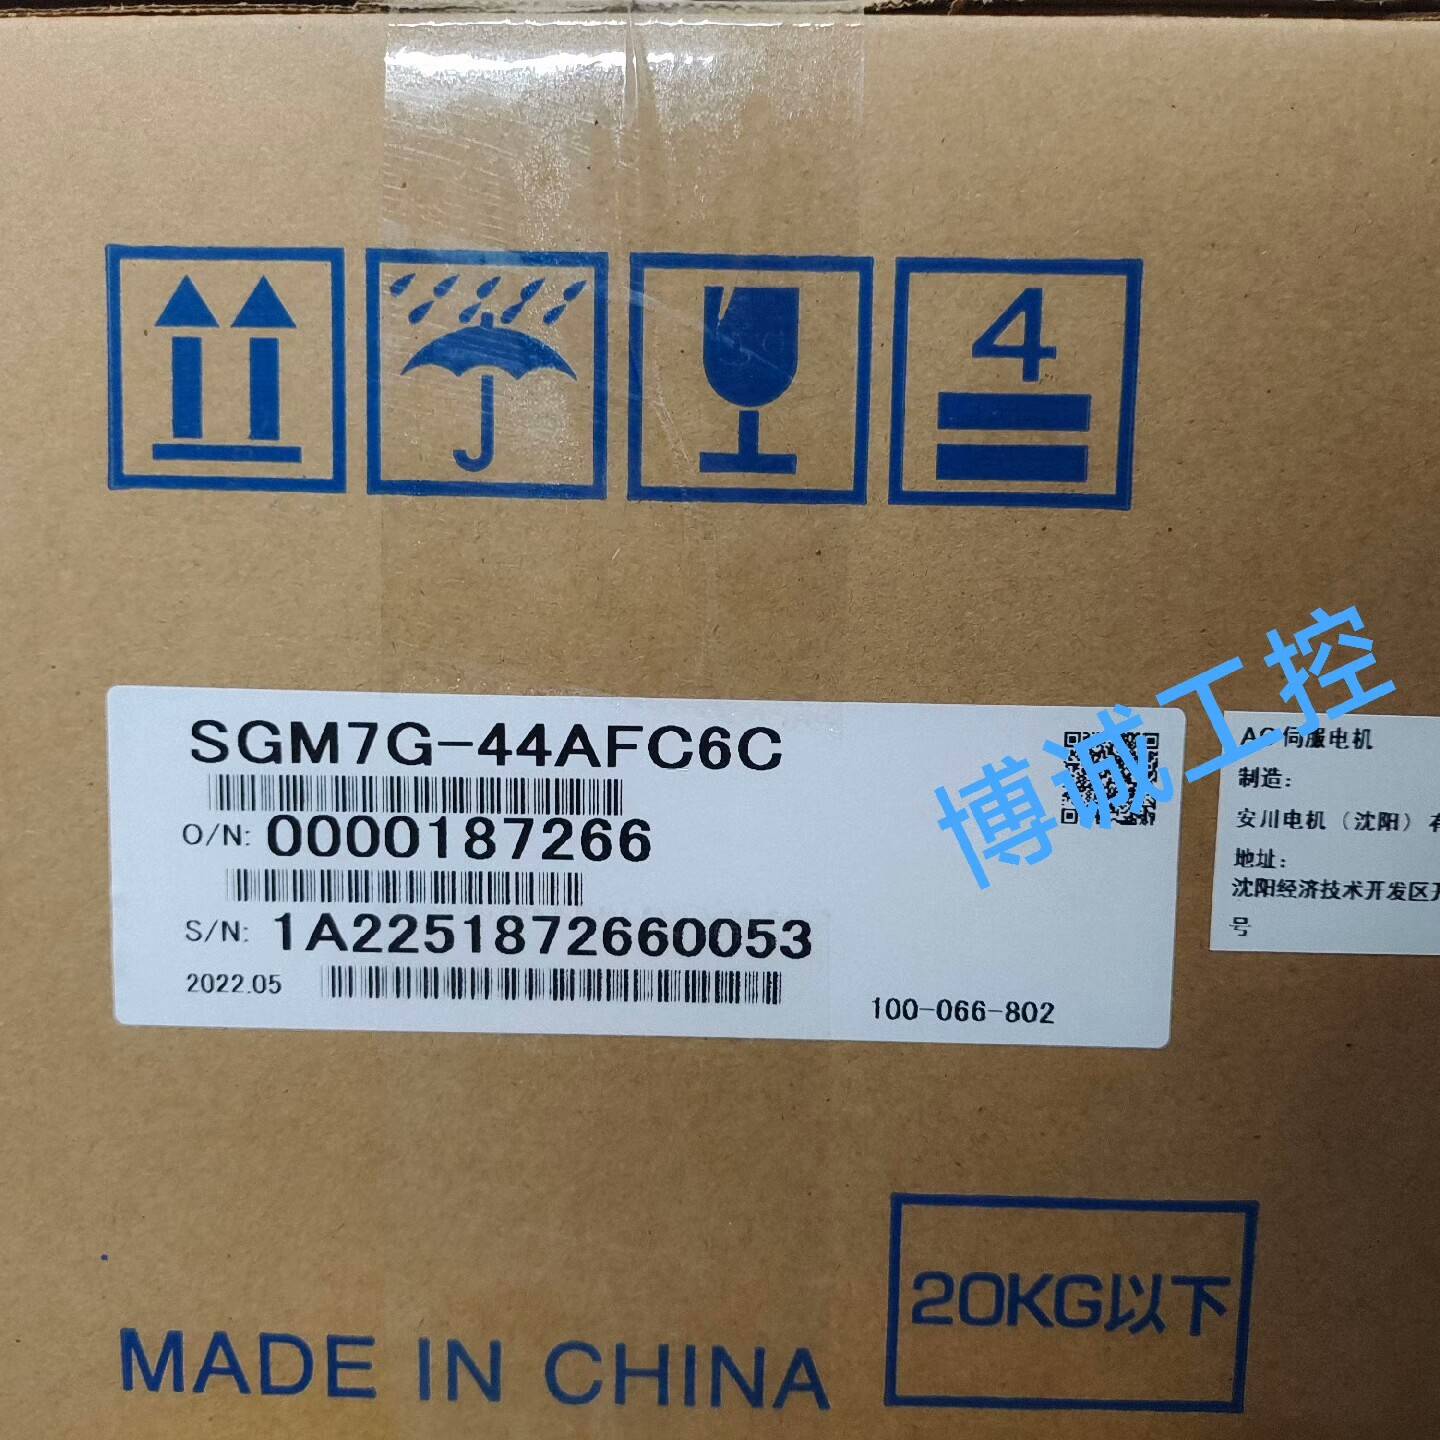 4
SGM7G-44AFC6C
O/N: 0000187266
S/N: 1A2251872660053
2022.05
100-066-802
博诚工控
AC 伺服电机
制造：
安川电机（沈阳）
地址：
沈阳经济技术开发区
号
20KG以下
MADE IN CHINA